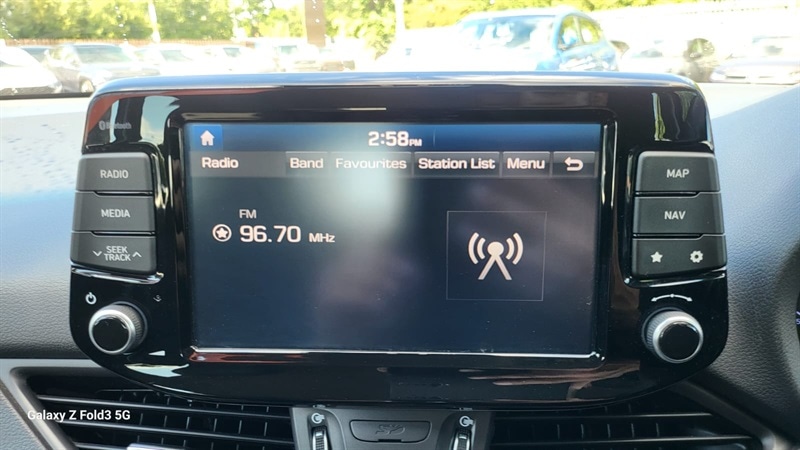 Bluetooth
2:58PM
Radio Band Favourites Station List Menu
RADIO
MEDIA
SEEK
TRACK
FM
96.70 MHz
MAP
NAV
Galaxy Z Fold3 5G